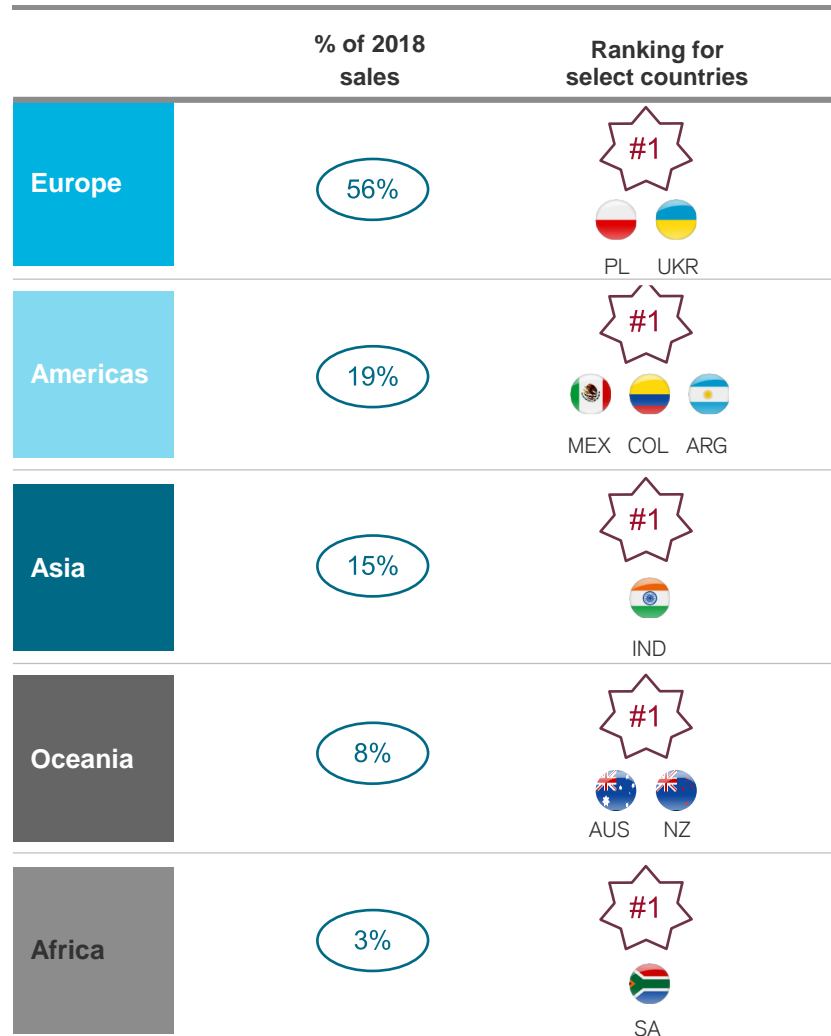 % of 2018
sales
Ranking for
select countries
Europe
56%
#1
PL UKR
Americas
19%
#1
MEX COL ARG
Asia
15%
#1
IND
Oceania
8%
#1
AUS NZ
Africa
3%
#1
SA